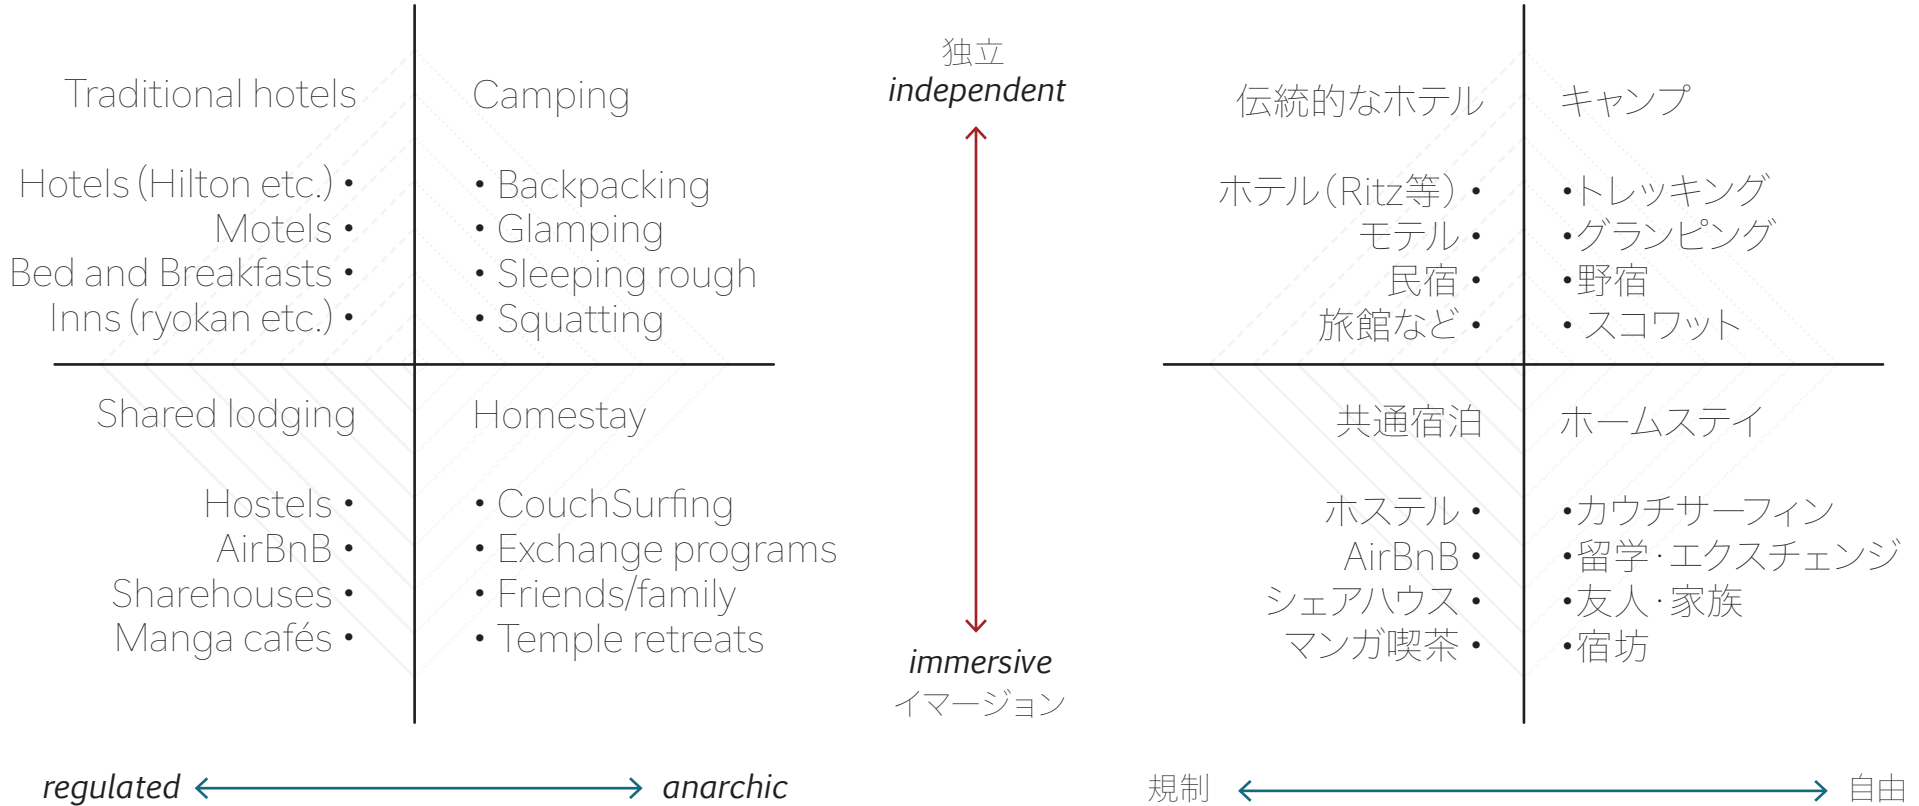 Traditional hotels
Hotels (Hilton etc.) •
Motels •
Bed and Breakfasts •
Inns (ryokan etc.) •
Camping
• Backpacking
• Glamping
• Sleeping rough
• Squatting
Shared lodging
Hostels •
AirBnB •
Sharehouses •
Manga cafés •
Homestay
• CouchSurfing
• Exchange programs
• Friends/family
• Temple retreats
regulated
anarchic
独立
independent
immersive
イマージョン
伝統的なホテル
ホテル（Ritz等） •
モテル •
民宿 •
旅館など •
キャンプ
•トレッキング
•グランピング
•野宿
• スコワット
共通宿泊
ホステル •
AirBnB •
シェアハウス •
マンガ喫茶 •
ホームステイ
•カウチサーフィン
•留学·エクスチェンジ
•友人·家族
•宿坊
規制
自由